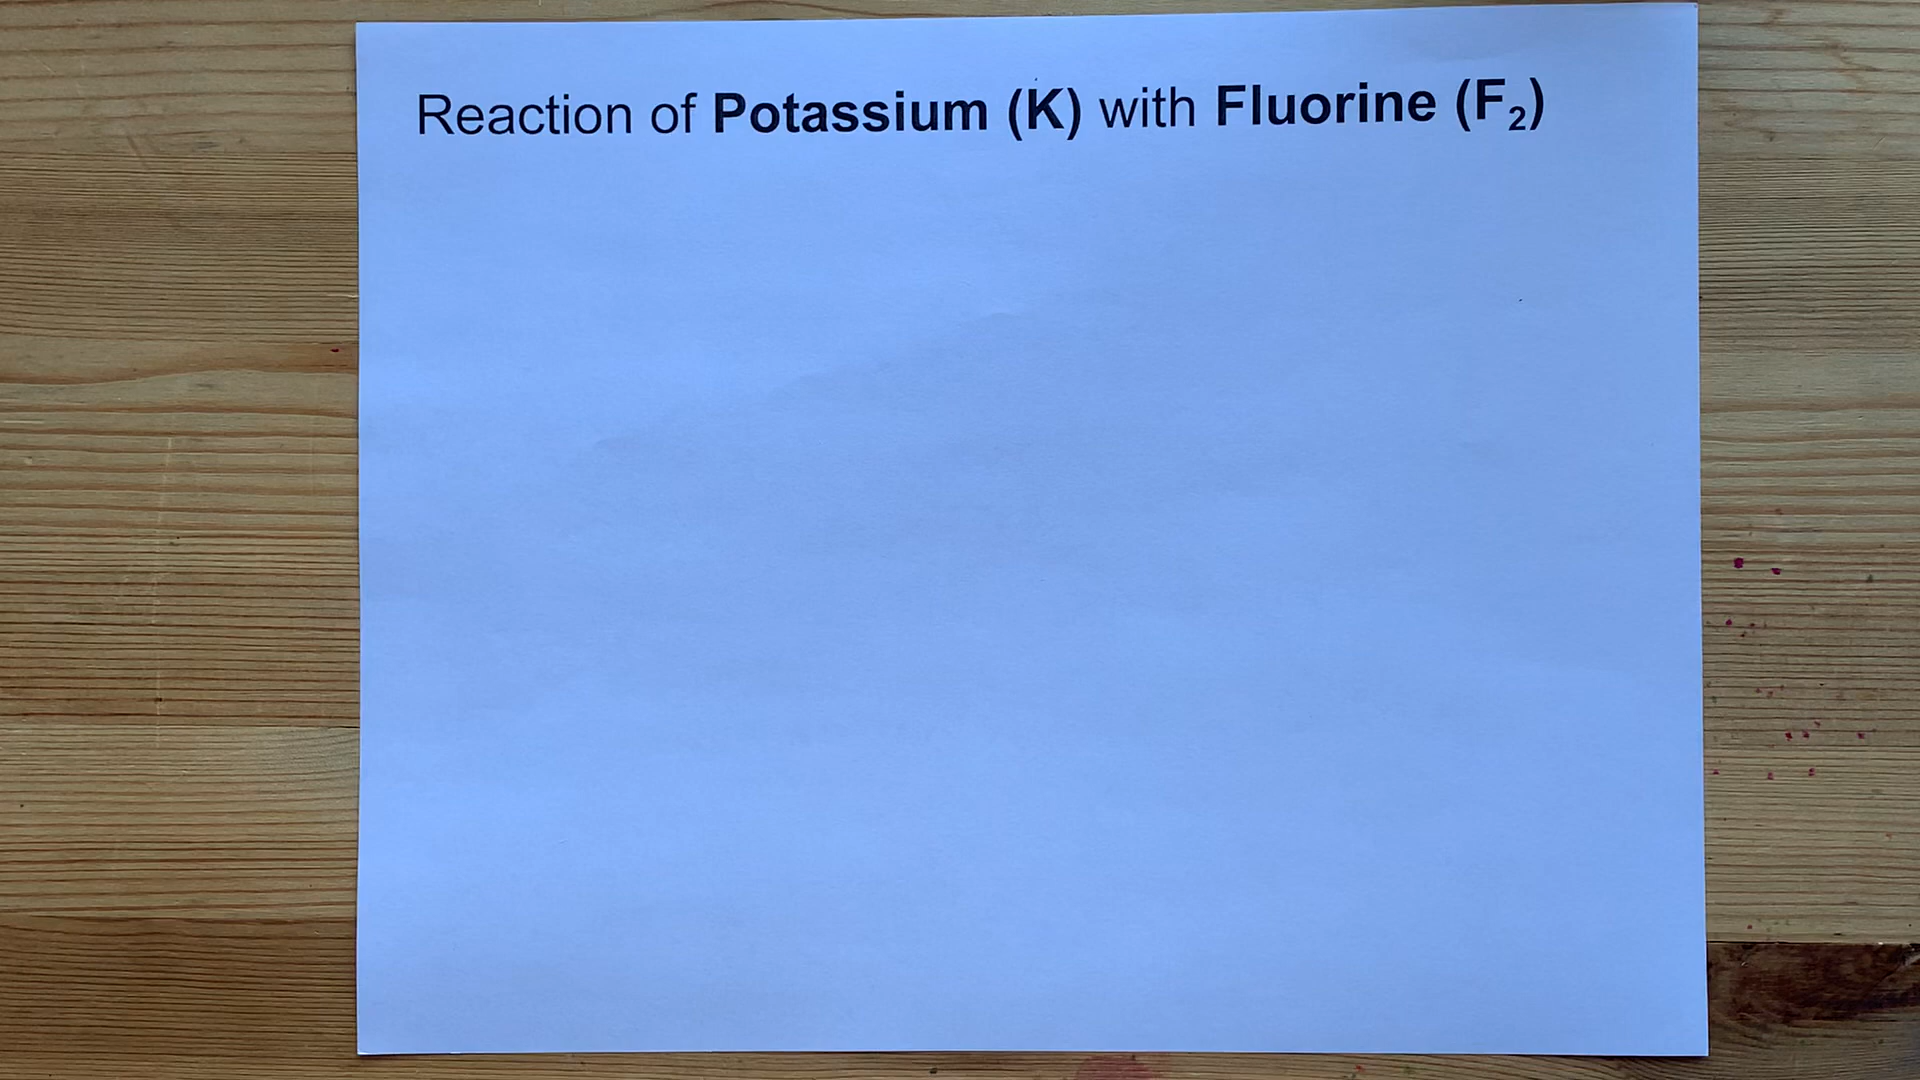 Reaction of Potassium (K) with Fluorine (F₂)